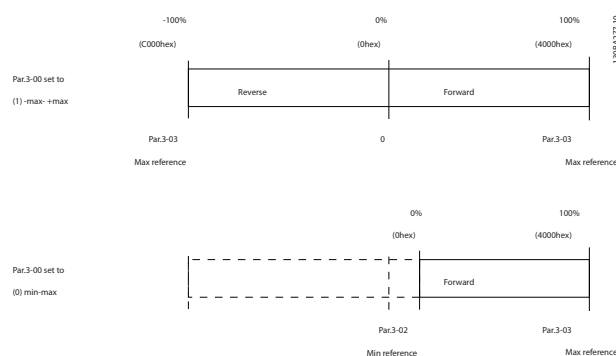 -100% 0% 100%
(C000hex) (0hex) (4000hex)
Par.3-00 set to
(1) -max- +max
Reverse Forward
Par.3-03 0 Par.3-03
Max reference Max reference
0% 100%
(0hex) (4000hex)
Par.3-00 set to
(0) min-max
Forward
Par.3-02 Par.3-03
Min reference Max reference